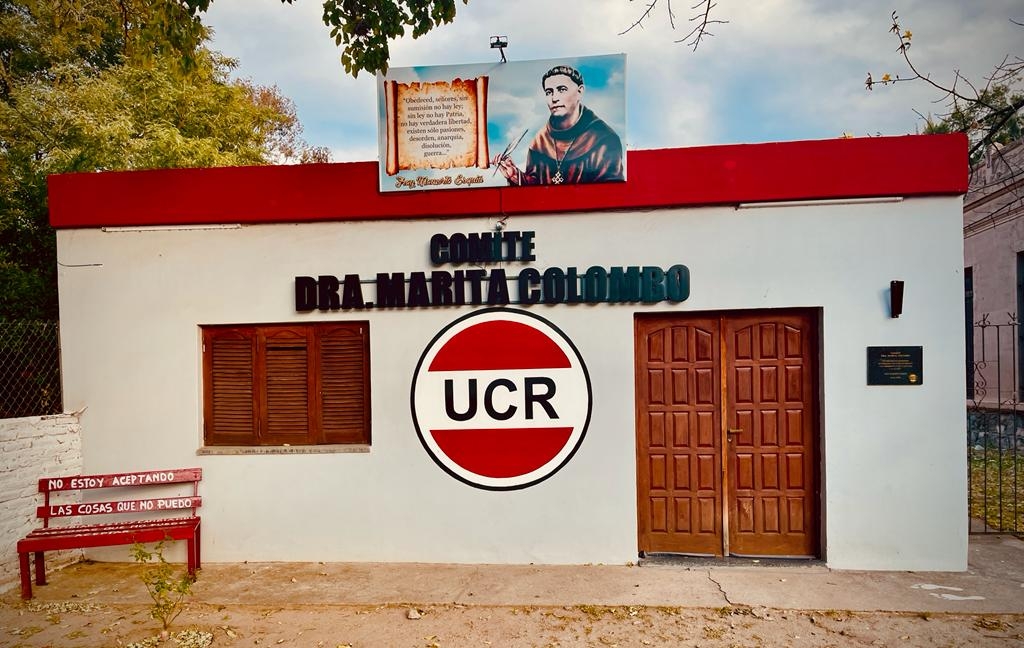 "Obedeced, señores, sin
sumisión no hay ley;
sin ley no hay Patria,
no hay verdadera libertad,
existen sólo pasiones,
desorden, anarquía,
disolución,
guerra..."
Fray Mamerto Esquiú
COMITE
DRA. MARITA COLOMBO
UCR
NO ESTOY ACEPTANDO
LAS COSAS QUE NO PUEDO